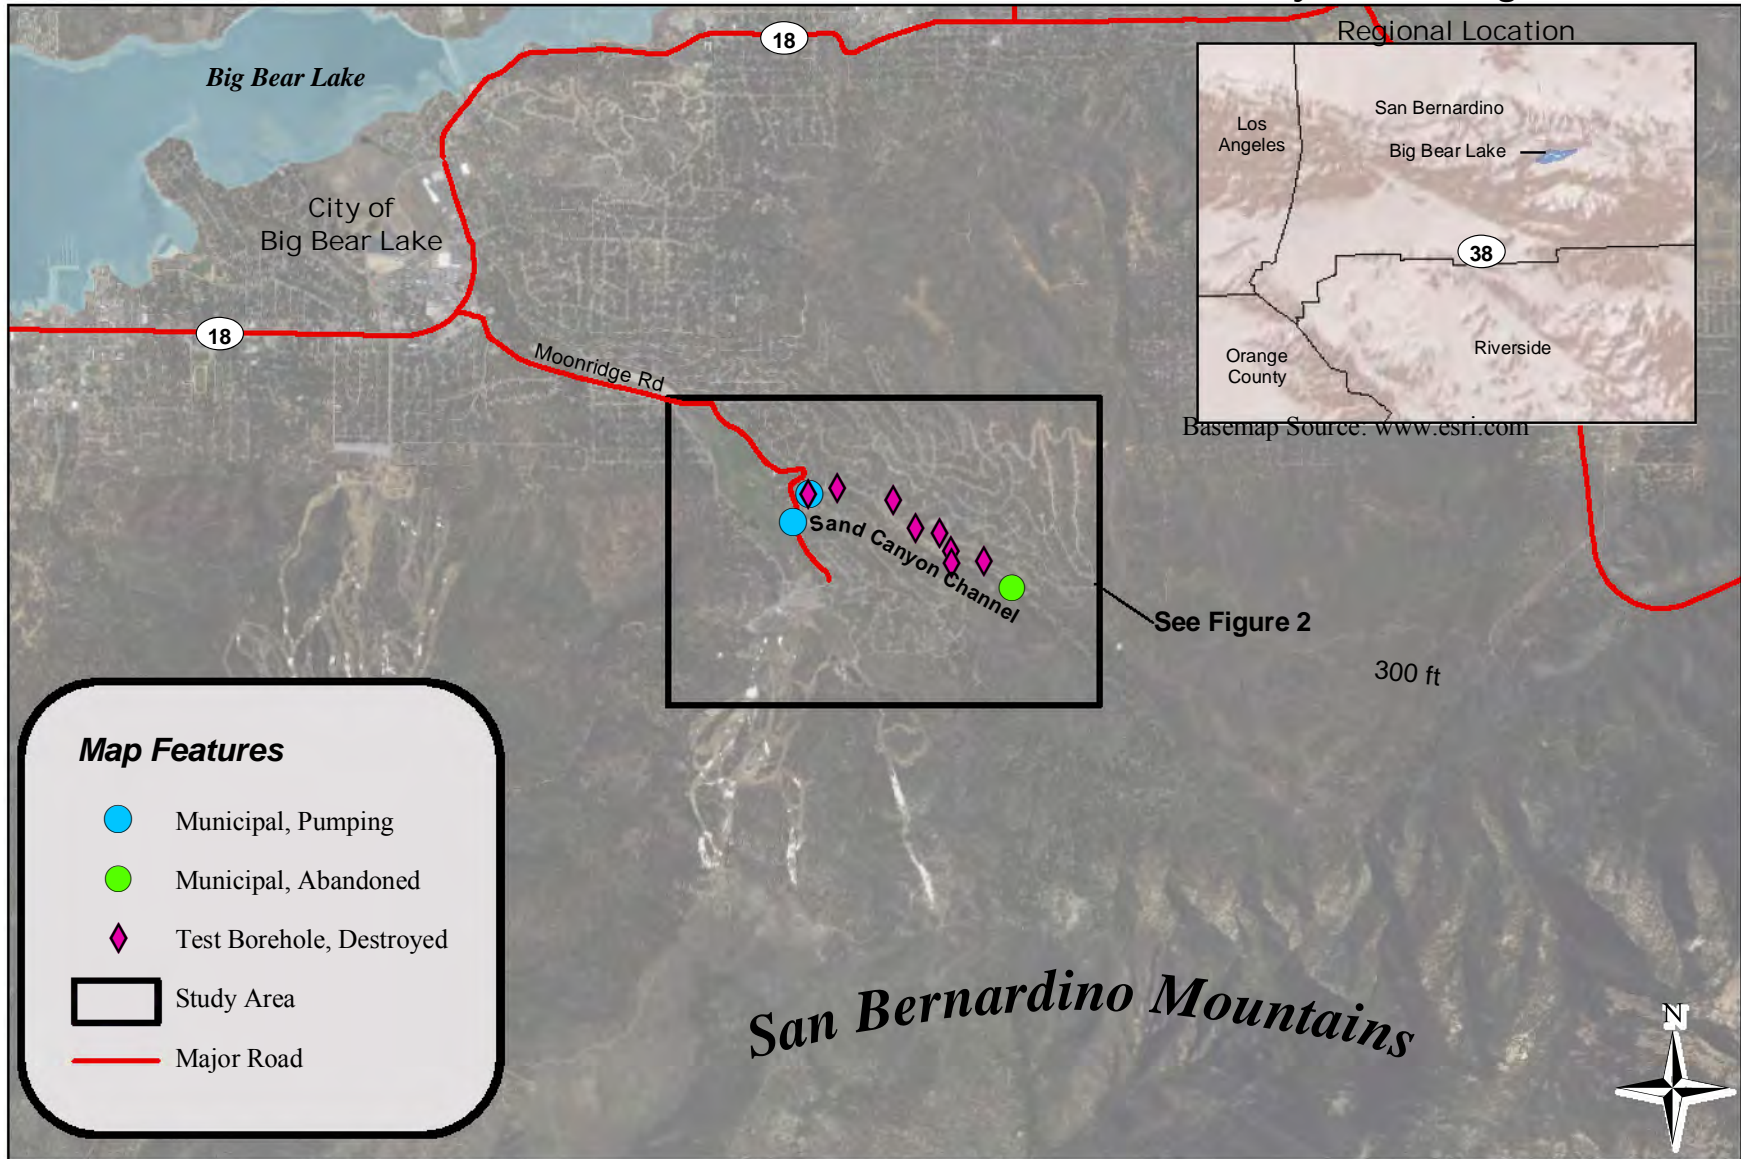 Regional Location
18
Big Bear Lake
San Bernardino
Los
Angeles
Big Bear Lake
City of
Big Bear Lake
38
18
Moonridge Rd
Riverside
Orange
County
Basemap Source: www.esri.com
Sand Canyon Channel
See Figure 2
300 ft
Map Features
Municipal, Pumping
Municipal, Abandoned
Test Borehole, Destroyed
Study Area
Major Road
San Bernardino Mountains
N